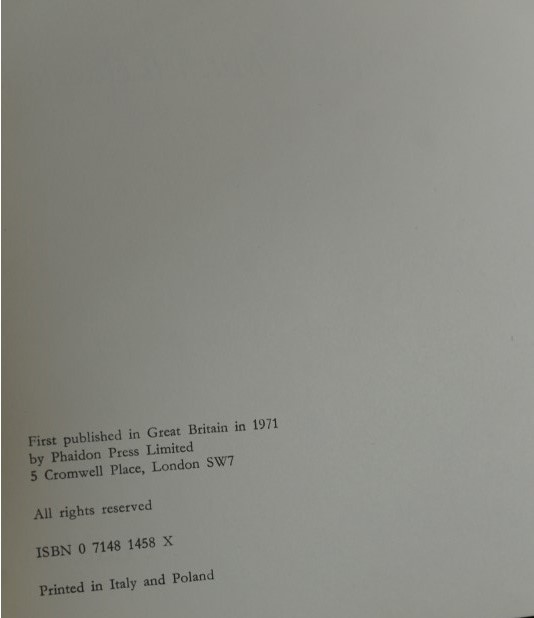 First published in Great Britain in 1971
by Phaidon Press Limited
5 Cromwell Place, London SW7
All rights reserved
ISBN 0 7148 1458 X
Printed in Italy and Poland